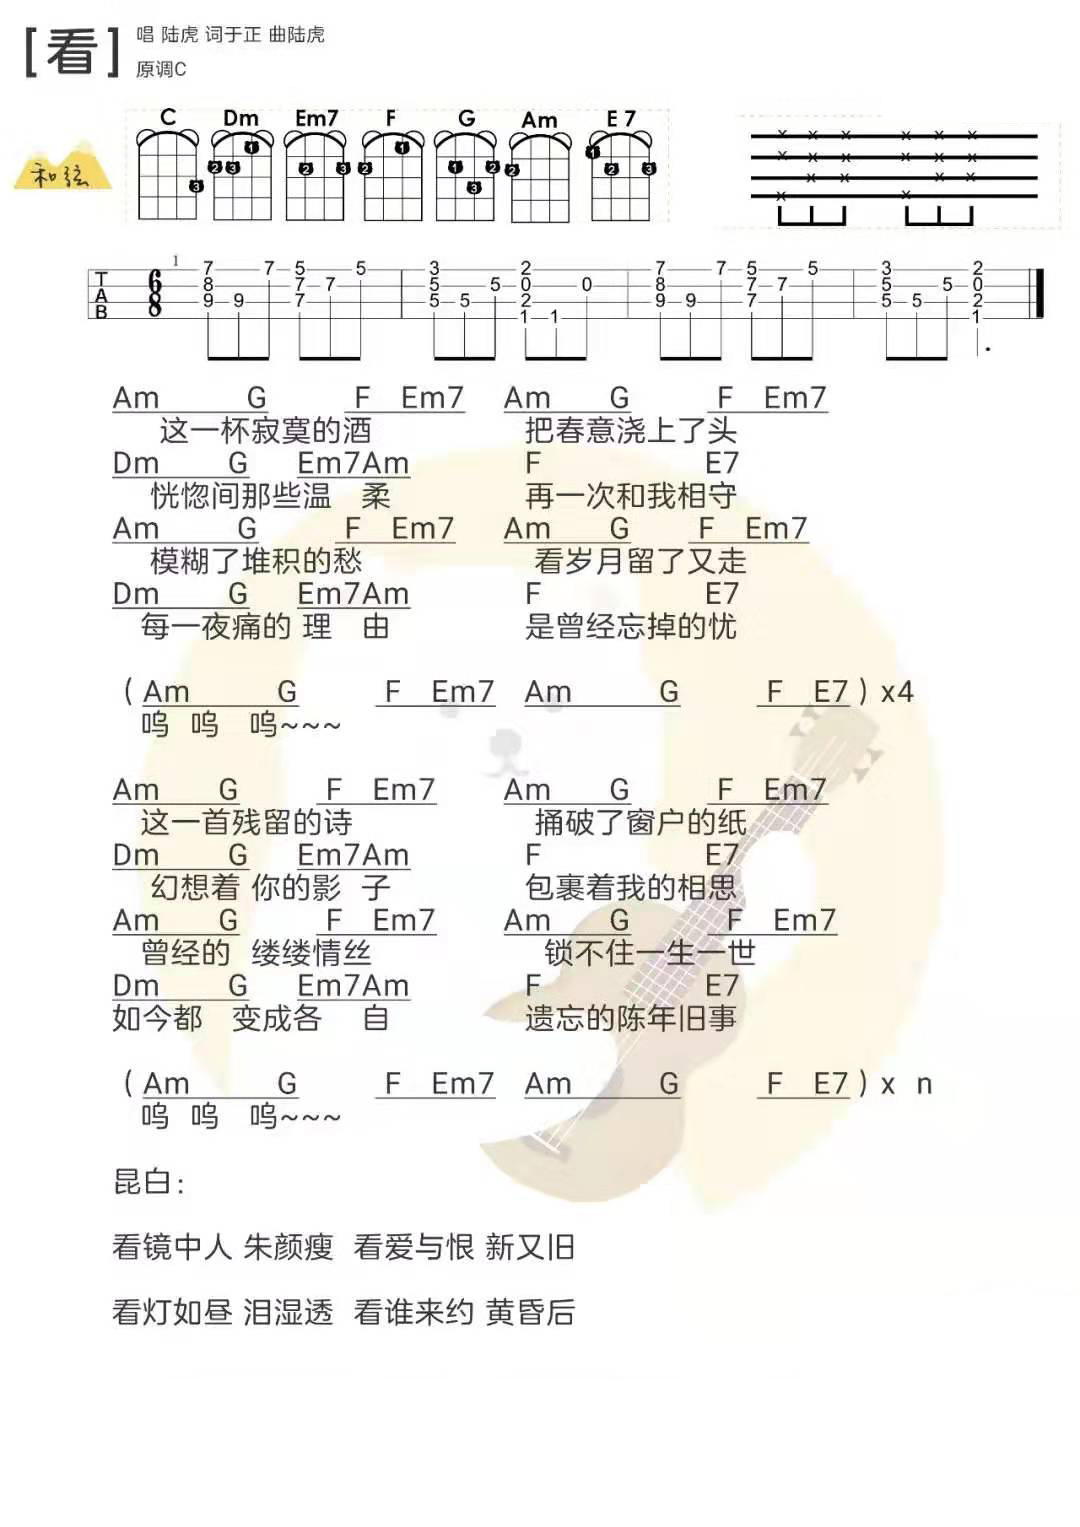 [看] 唱 陆虎 词于正 曲陆虎
原调C
C Dm Em7 F G Am E 7
和弦
1
7 7 5 5 3 2 7 7 5 5 3 2
T 6 8 7 7 5 5 0 0 8 7 7 5 5 0
A 8 9 9 7 5 5 2 9 9 7 5 5 2
B 1 1 1
Am G F Em7 Am G F Em7
这一杯寂寞的酒 把春意浇上了头
Dm G Em7Am F E7
恍惚间那些温 柔 再一次和我相守
Am G F Em7 Am G F Em7
模糊了堆积的愁 看岁月留了又走
Dm G Em7Am F E7
每一夜痛的 理 由 是曾经忘掉的忧
(Am G F Em7 Am G F E7)x4
呜 呜 呜~~~
Am G F Em7 Am G F Em7
这一首残留的诗 捅破了窗户的纸
Dm G Em7Am F E7
幻想着 你的影 子 包裹着我的相思
Am G F Em7 Am G F Em7
曾经的 缕缕情丝 锁不住一生一世
Dm G Em7Am F E7
如今都 变成各 自 遗忘的陈年旧事
(Am G F Em7 Am G F E7)x n
呜 呜 呜~~~
昆白:
看镜中人 朱颜瘦 看爱与恨 新又旧
看灯如昼 泪湿透 看谁来约 黄昏后